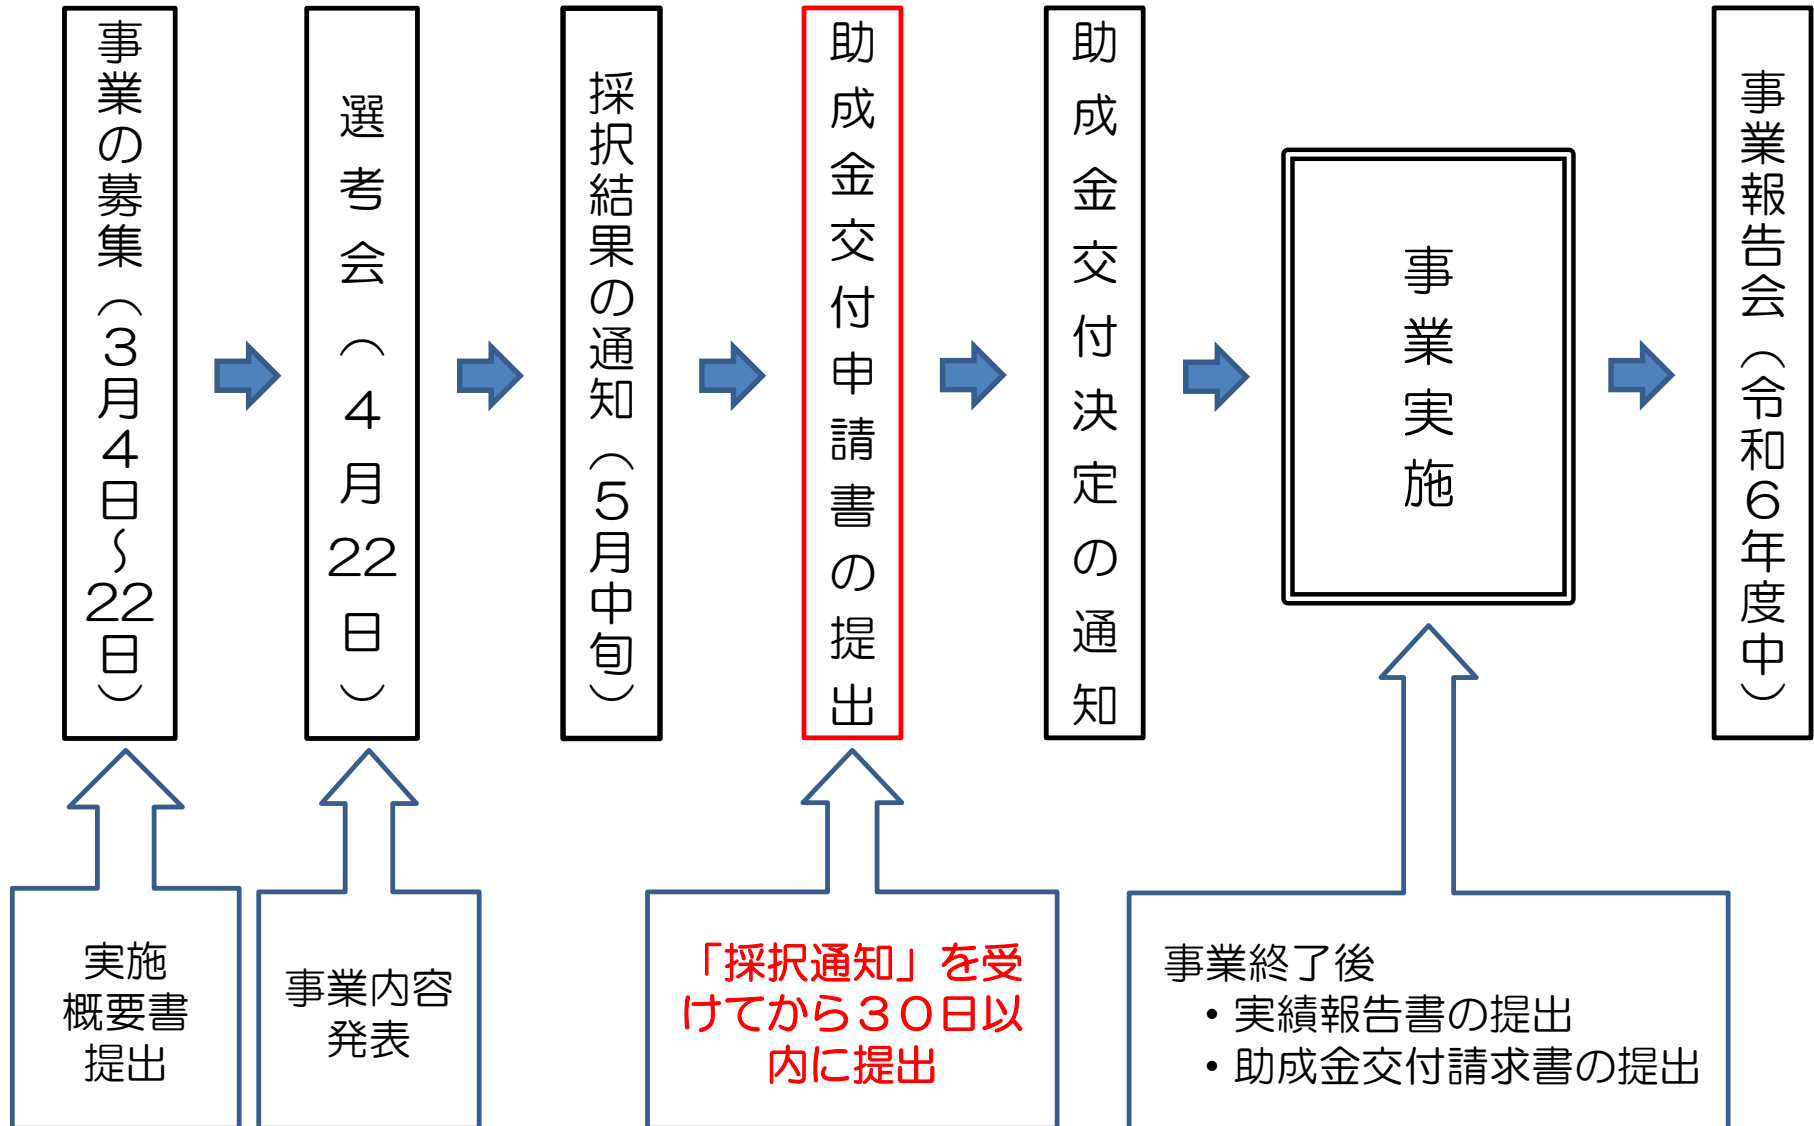 事業の募集（３月４日～22日）
選考会（４月22日）
採択結果の通知（５月中旬）
助成金交付申請書の提出
助成金交付決定の通知
事業実施
事業報告会（令和６年度中）
実施
概要書
提出
事業内容
発表
「採択通知」を受
けてから３０日以
内に提出
事業終了後
・実績報告書の提出
・助成金交付請求書の提出